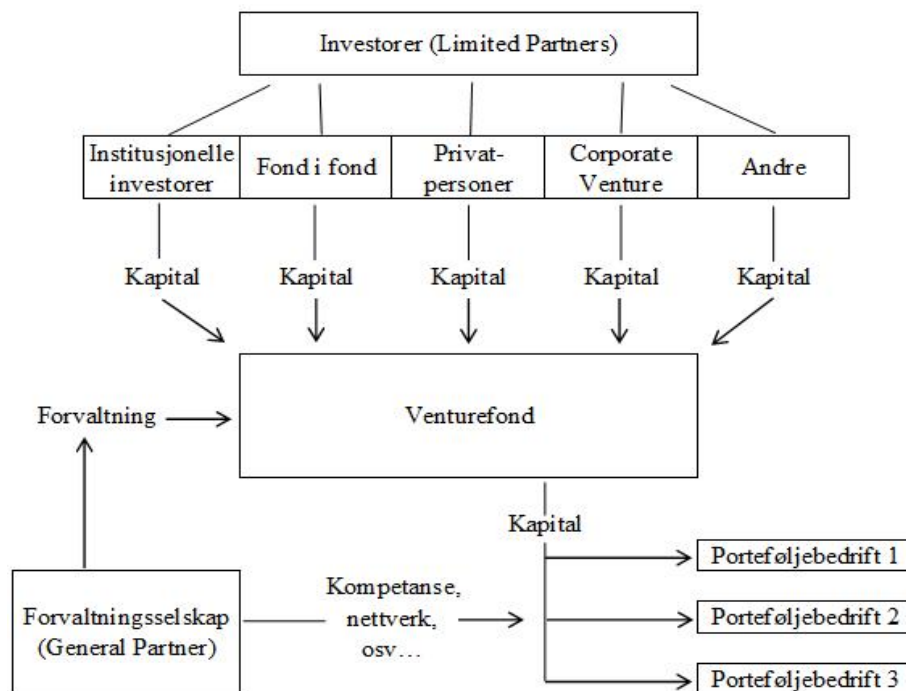 Investorer (Limited Partners)
Institusjonelle
investorer
Fond i fond
Privat-
personer
Corporate
Venture
Andre
Kapital
Kapital
Kapital
Kapital
Kapital
Venturefond
Forvaltning
Kapital
Forvaltningsselskap
(General Partner)
Kompetanse,
nettverk,
osv...
Porteføljebedrift 1
Porteføljebedrift 2
Porteføljebedrift 3